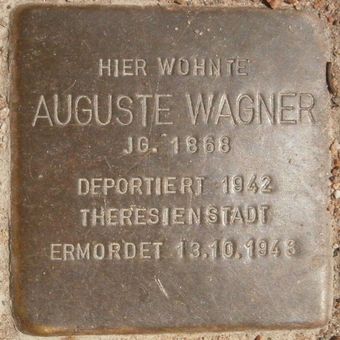 HIER WOHNTE
AUGUSTE WAGNER
JG. 1868
DEPORTIERT 1942
THERESIENSTADT
ERMORDET 13.10.1943